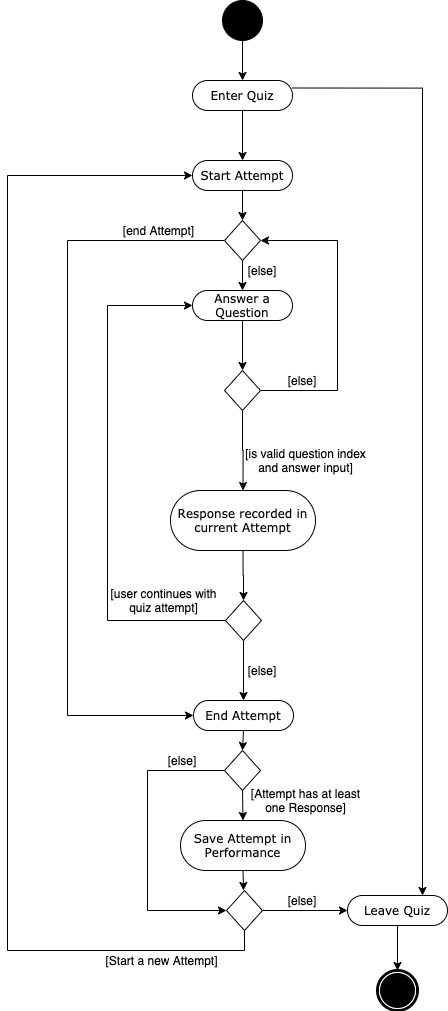 Enter Quiz
Start Attempt
[end Attempt]
[else]
Answer a
Question
[else]
[is valid question index
and answer input]
Response recorded in
current Attempt
[user continues with
quiz attempt]
[else]
End Attempt
[else]
[Attempt has at least
one Response]
Save Attempt in
Performance
[else]
Leave Quiz
[Start a new Attempt]